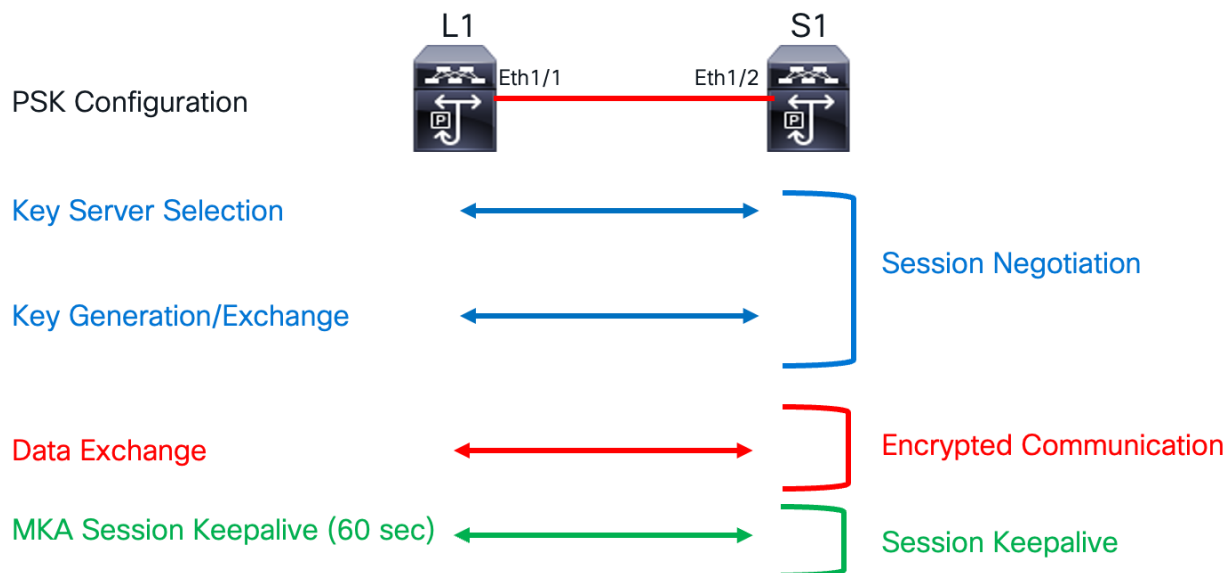 L1
S1
Eth1/1
Eth1/2
PSK Configuration
P
P
Key Server Selection
Session Negotiation
Key Generation/Exchange
Data Exchange
Encrypted Communication
MKA Session Keepalive (60 sec)
Session Keepalive